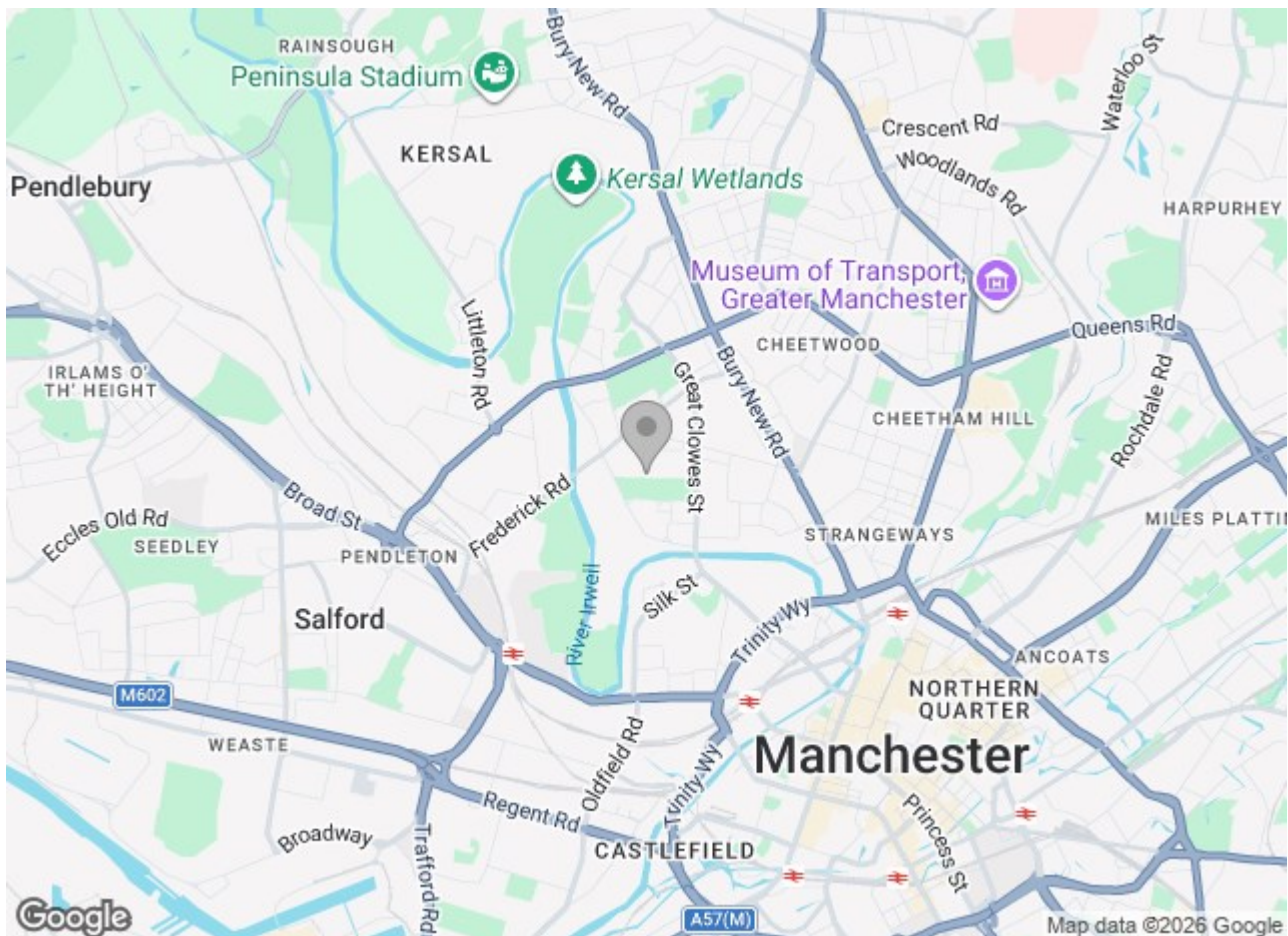 RAINSOUGH
Peninsula Stadium
Bury New Rd
Waterloo St
KERSAL
Crescent Rd
Woodlands Rd
Pendlebury
Kersal Wetlands
HARPURHEY
Museum of Transport,
Greater Manchester
Littleton Rd
Queens Rd
CHEETWOOD
IRLAMS O'
TH' HEIGHT
Great Clowes St
Bury New Rd
Rochdale Rd
CHEETHAM HILL
Broad St
Frederick Rd
Eccles Old Rd
SEEDLEY
PENDLETON
STRANGEWAYS
MILES PLATTIN
River Irwell
Silk St
Salford
Trinity Wy
ANCOATS
M602
NORTHERN
QUARTER
WEASTE
Oldfield Rd
Trinity Wy
Manchester
Regent Rd
Princess St
Broadway
Trafford Rd
CASTLEFIELD
Google
A57(M)
Map data ©2026 Google